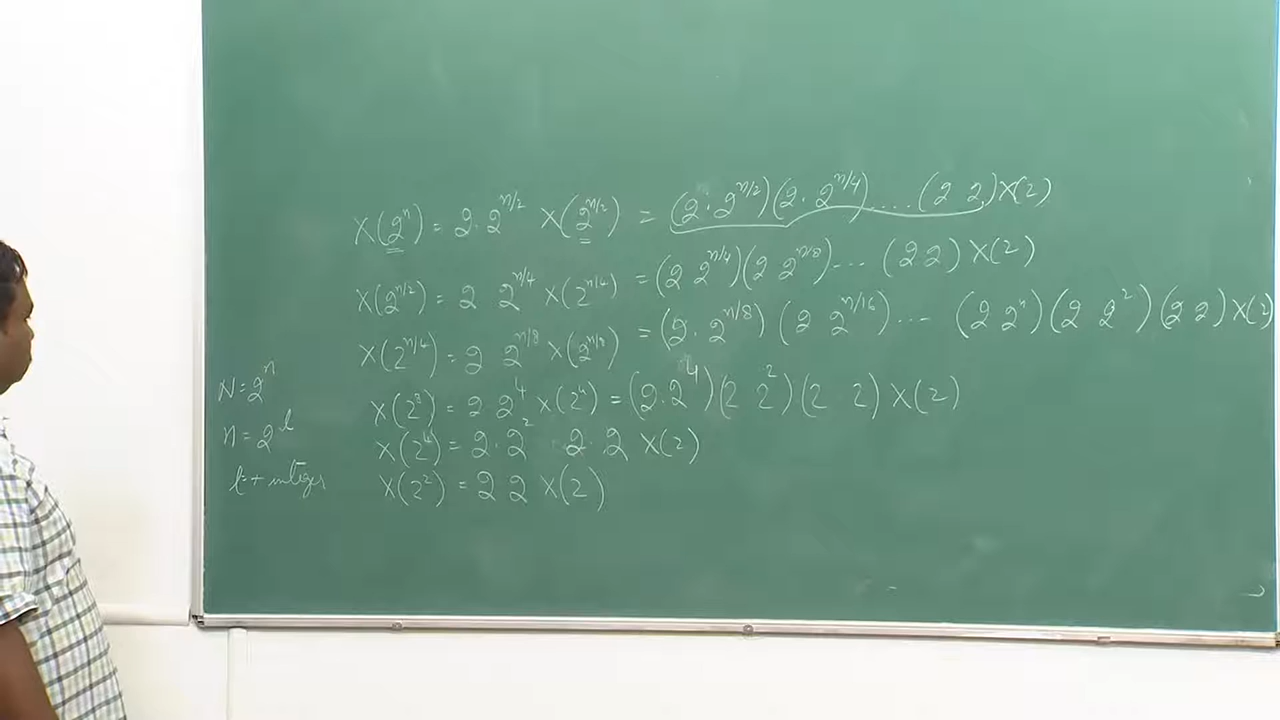 X(2^n) = 2·2^{n/2} X(2^{n/2}) = (2·2^{n/2})(2·2^{n/4})....(2 2)X(2)
X(2^{n/2}) = 2 2^{n/4} X(2^{n/4}) = (2 2^{n/4})(2 2^{n/8})...(2 2) X(2)
X(2^{n/4}) = 2 2^{n/8} X(2^{n/8}) = (2·2^{n/8})(2 2^{n/16})... (2 2^4)(2 2^2)(2 2)X(2)
N = 2^n
X(2^8) = 2 2^4 X(2^4) = (2·2^4)(2 2^2)(2 2) X(2)
n = 2^l
X(2^4) = 2·2^2 2·2 X(2)
l = + integer
X(2^2) = 2 2 X(2)